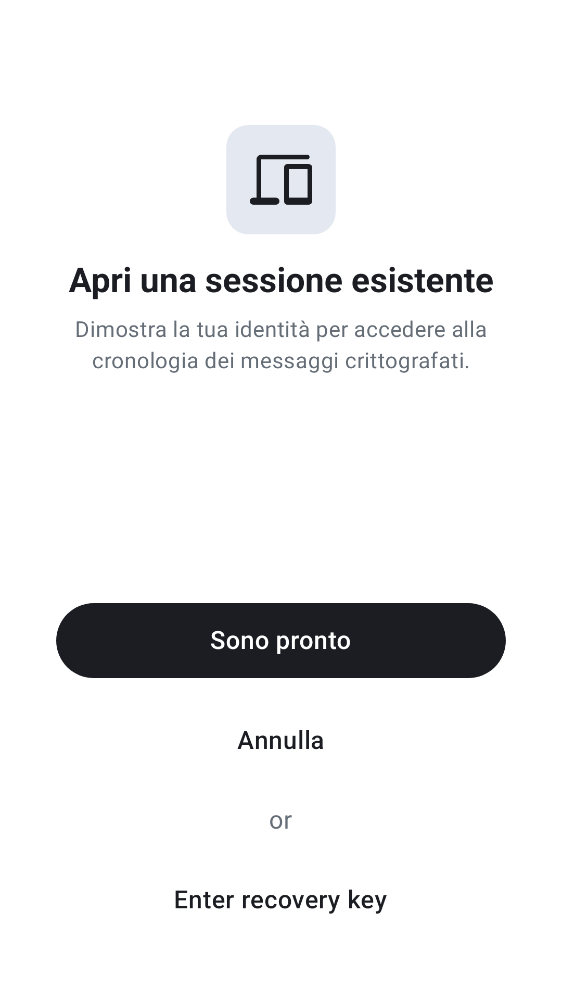 Apri una sessione esistente
Dimostra la tua identità per accedere alla
cronologia dei messaggi crittografati.
Sono pronto
Annulla
or
Enter recovery key